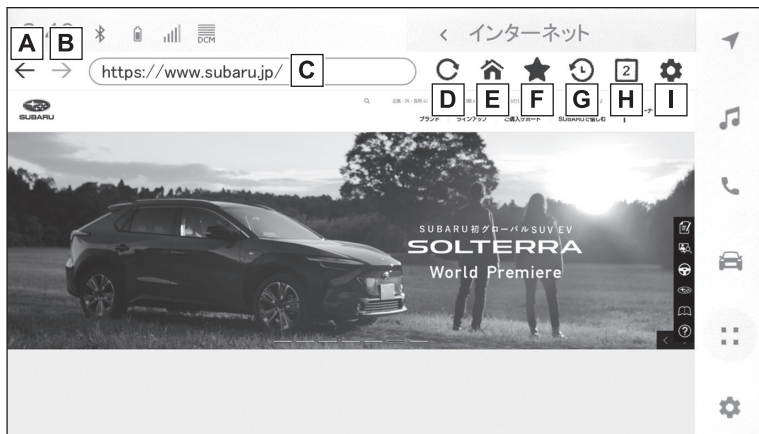 A B
DCM
インターネット
https://www.subaru.jp/ C
2
D E F G H I
SUBARU
ブランド ラインアップ ご購入サポート SUBARUで愉しむ
SUBARU初グローバルSUV EV
SOLTERRA
World Premiere